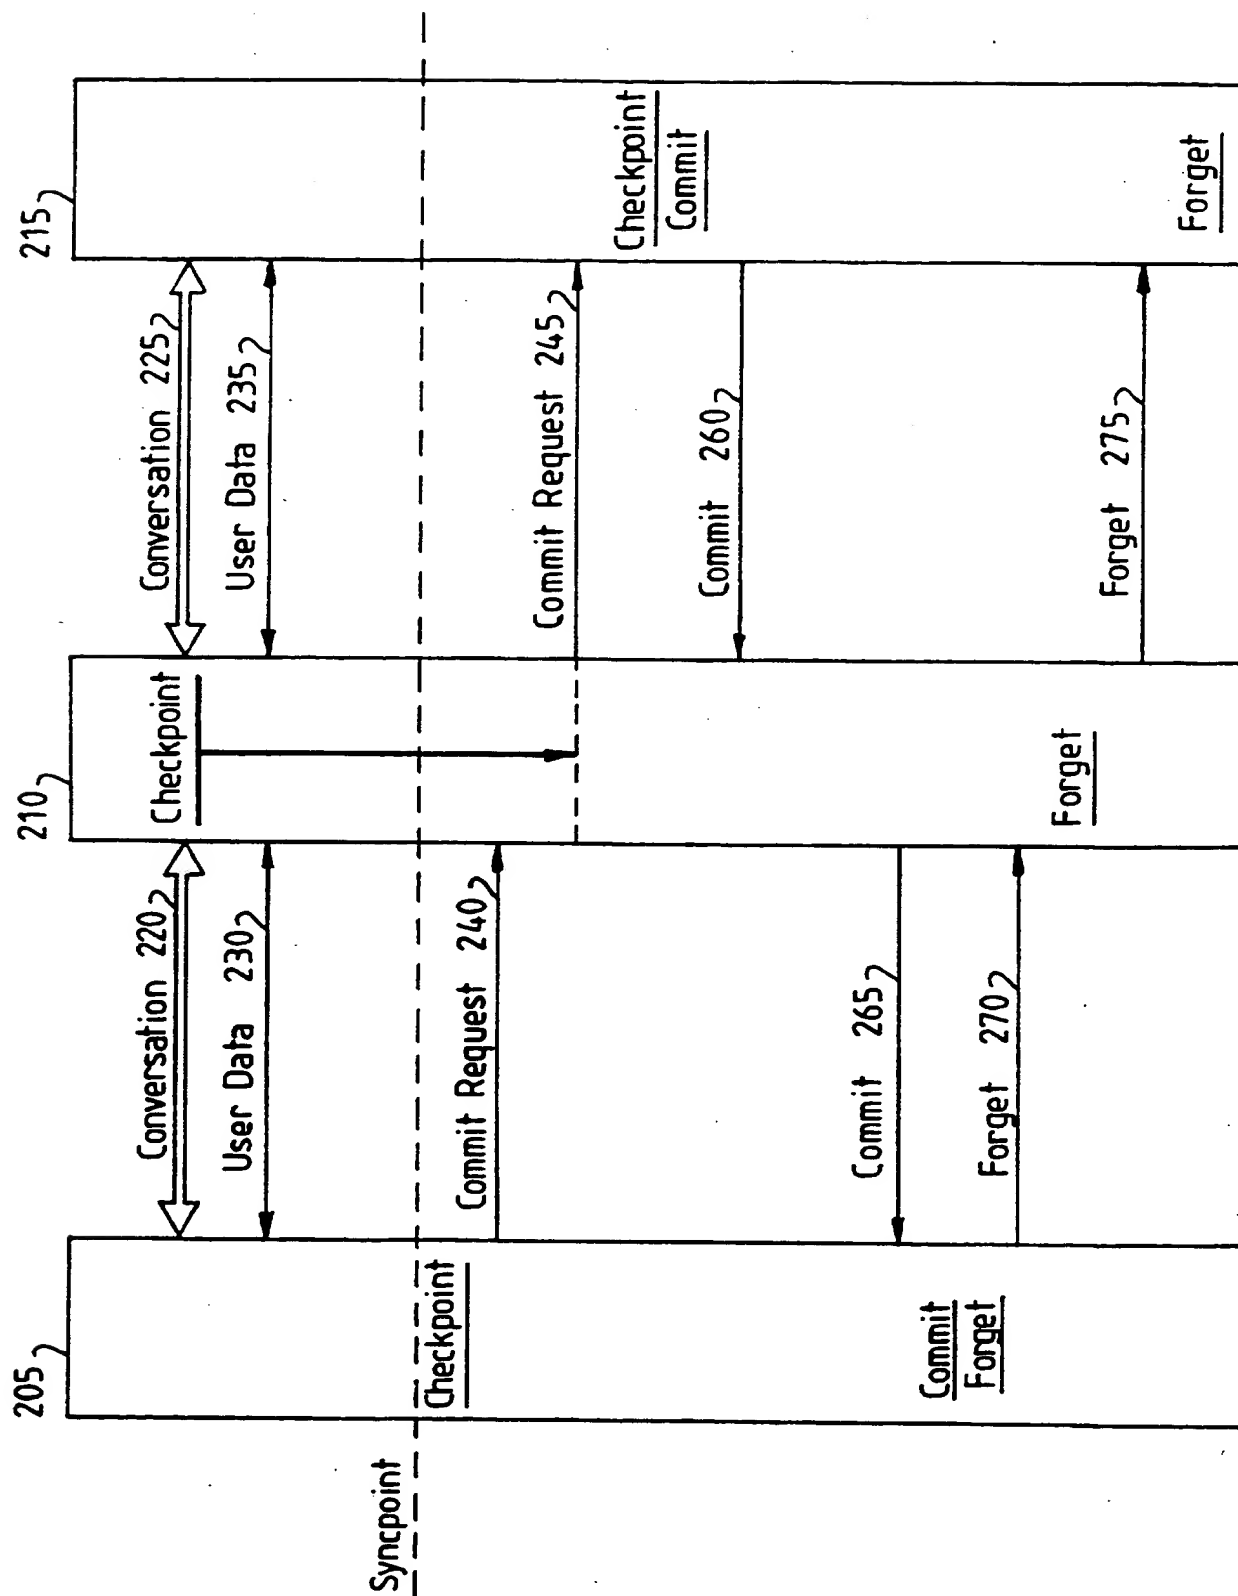 205
210
215
Conversation 220
Conversation 225
Checkpoint
User Data 230
User Data 235
Syncpoint
Checkpoint
Commit Request 240
Commit Request 245
Checkpoint
Commit
Commit 260
Commit 265
Commit
Forget
Forget 270
Forget
Forget 275
Forget